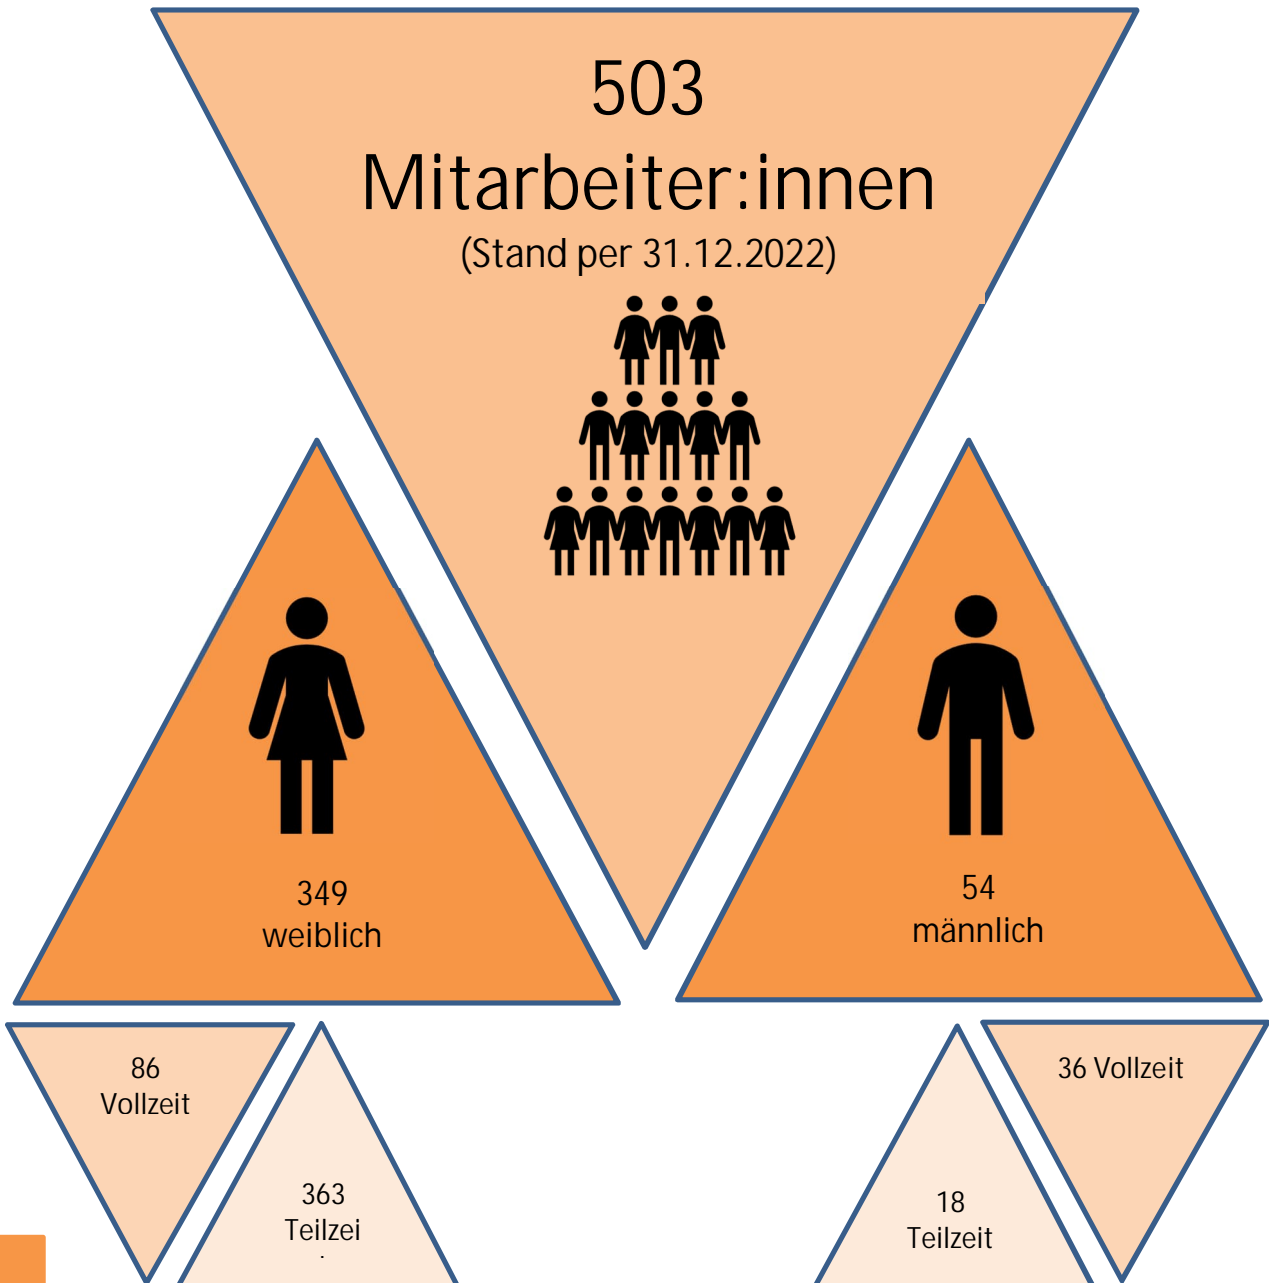 503
Mitarbeiter:innen
(Stand per 31.12.2022)
349
weiblich
54
männlich
86
Vollzeit
363
Teilzei
18
Teilzeit
36 Vollzeit